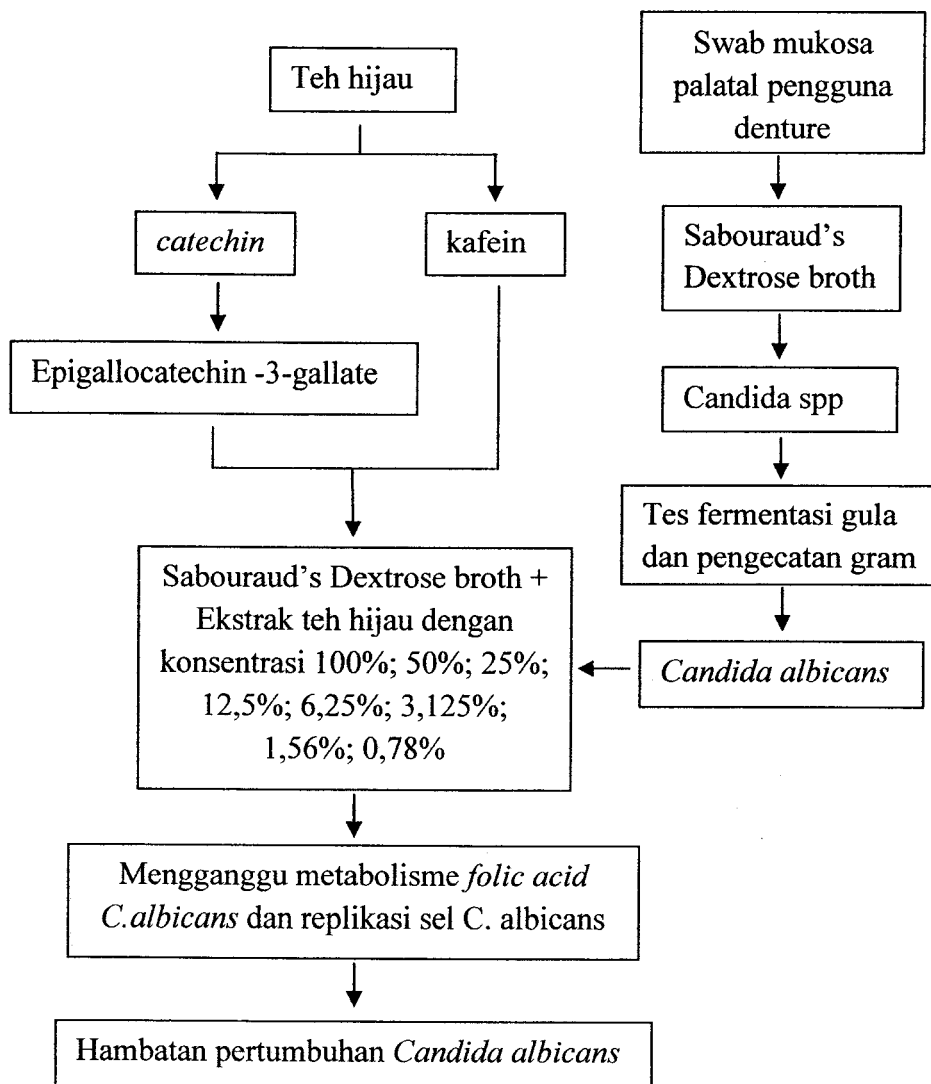 Teh hijau
catechin
kafein
Epigallocatechin -3-gallate
Swab mukosa
palatal pengguna
denture
Sabouraud's
Dextrose broth
Candida spp
Tes fermentasi gula
dan pengecatan gram
Candida albicans
Sabouraud's Dextrose broth +
Ekstrak teh hijau dengan
konsentrasi 100%; 50%; 25%;
12,5%; 6,25%; 3,125%;
1,56%; 0,78%
Mengganggu metabolisme folic acid
C.albicans dan replikasi sel C. albicans
Hambatan pertumbuhan Candida albicans